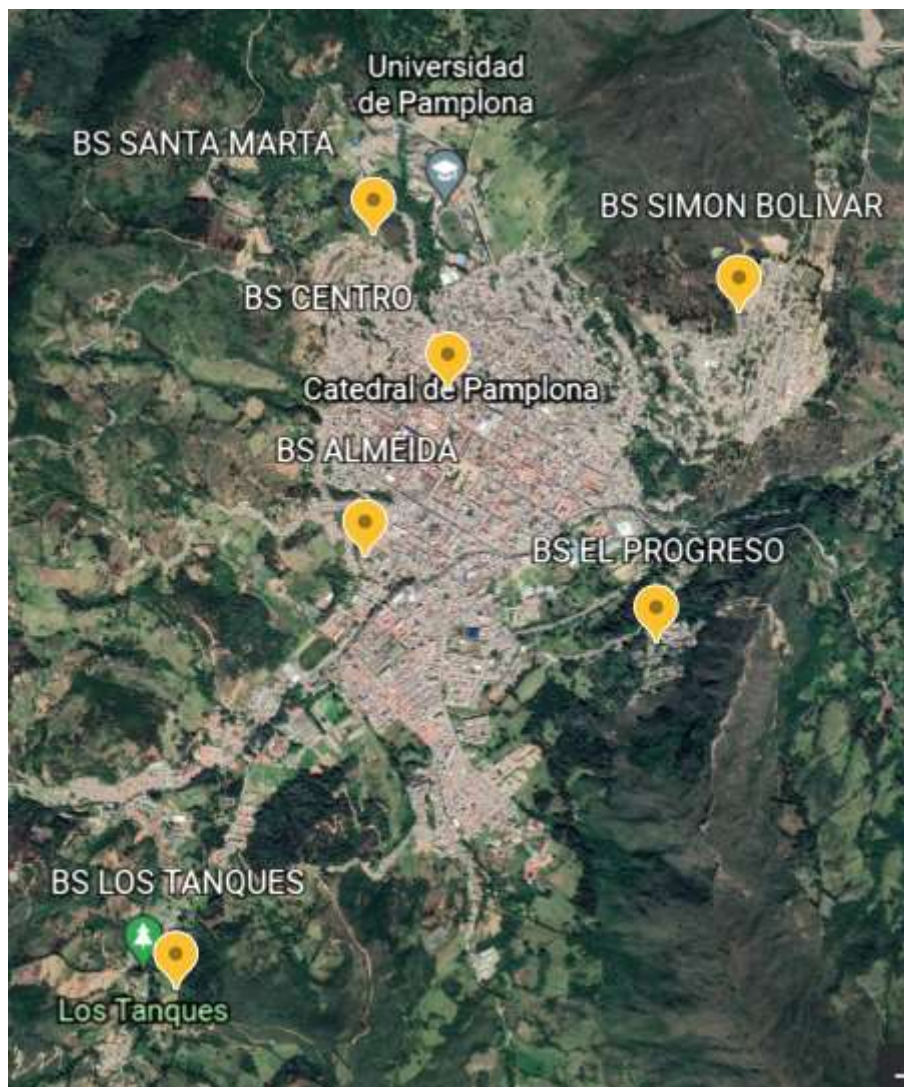 Universidad
de Pamplona
BS SANTA MARTA
BS SIMON BOLIVAR
BS CENTRO
Catedral de Pamplona
BS ALMEIDA
BS EL PROGRESO
BS LOS TANQUES
Los Tanques